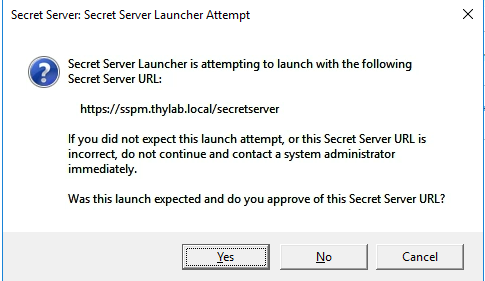 Secret Server: Secret Server Launcher Attempt
Secret Server Launcher is attempting to launch with the following
Secret Server URL:
https://sspm.thylab.local/secretserver
If you did not expect this launch attempt, or this Secret Server URL is
incorrect, do not continue and contact a system administrator
immediately.
Was this launch expected and do you approve of this Secret Server URL?
Yes No Cancel